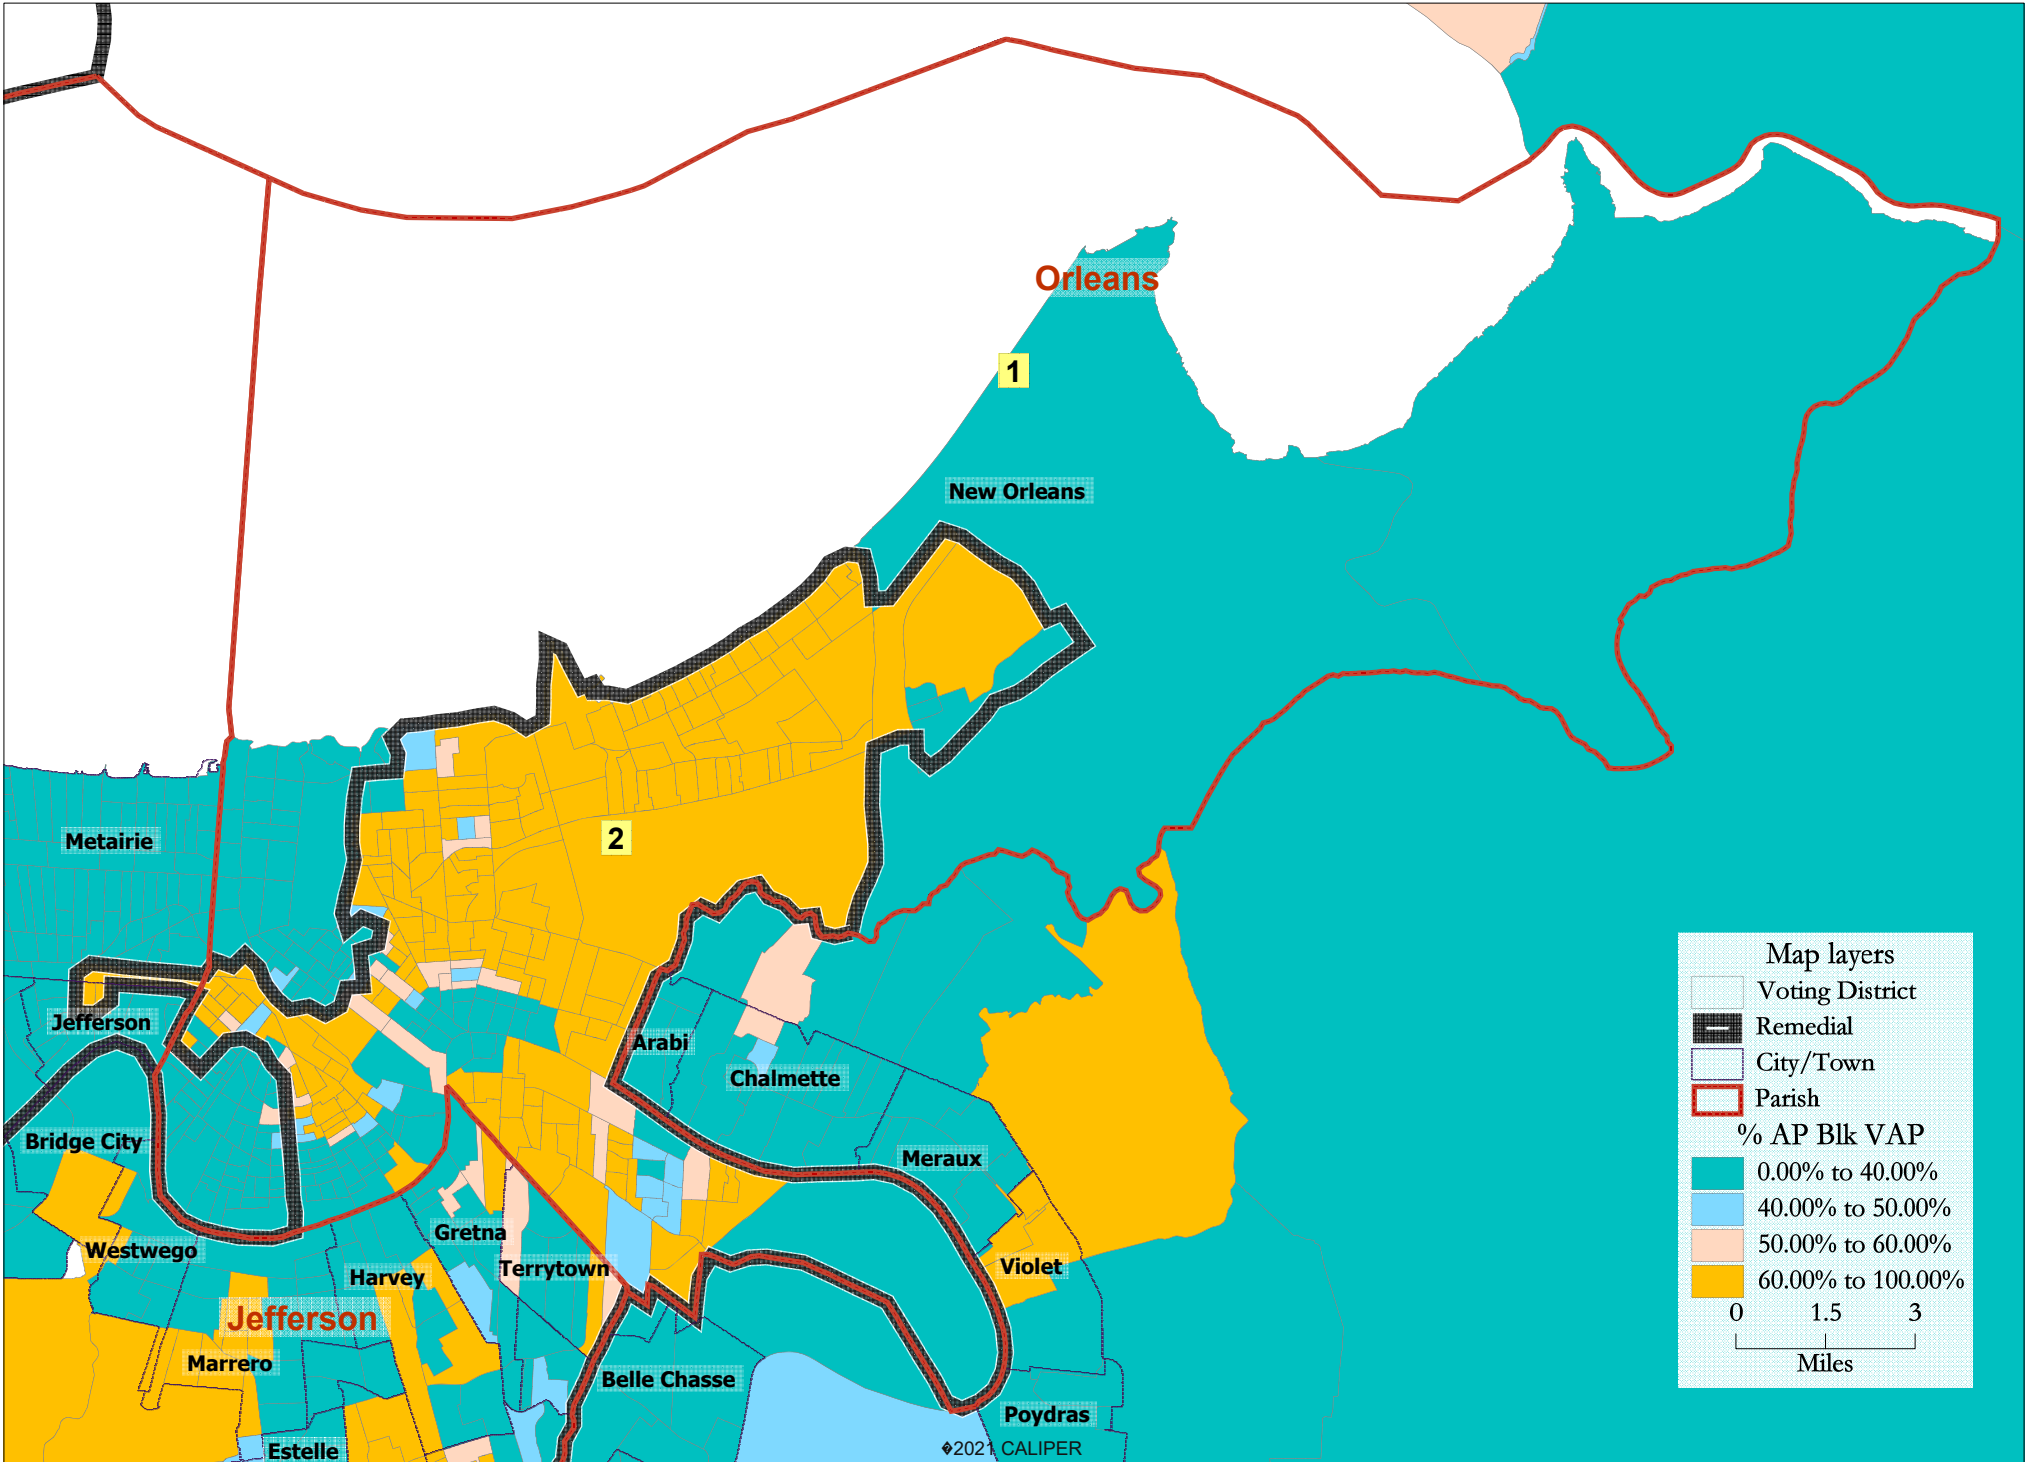 Orleans
1
New Orleans
Metairie
2
Jefferson
Arabi
Chalmette
Bridge City
Meraux
Westwego
Gretna
Harvey
Terrytown
Violet
Jefferson
Marrero
Belle Chasse
Poydras
Estelle
�2021 CALIPER
Map layers
Voting District
Remedial
City/Town
Parish
% AP Blk VAP
0.00% to 40.00%
40.00% to 50.00%
50.00% to 60.00%
60.00% to 100.00%
0 1.5 3
Miles